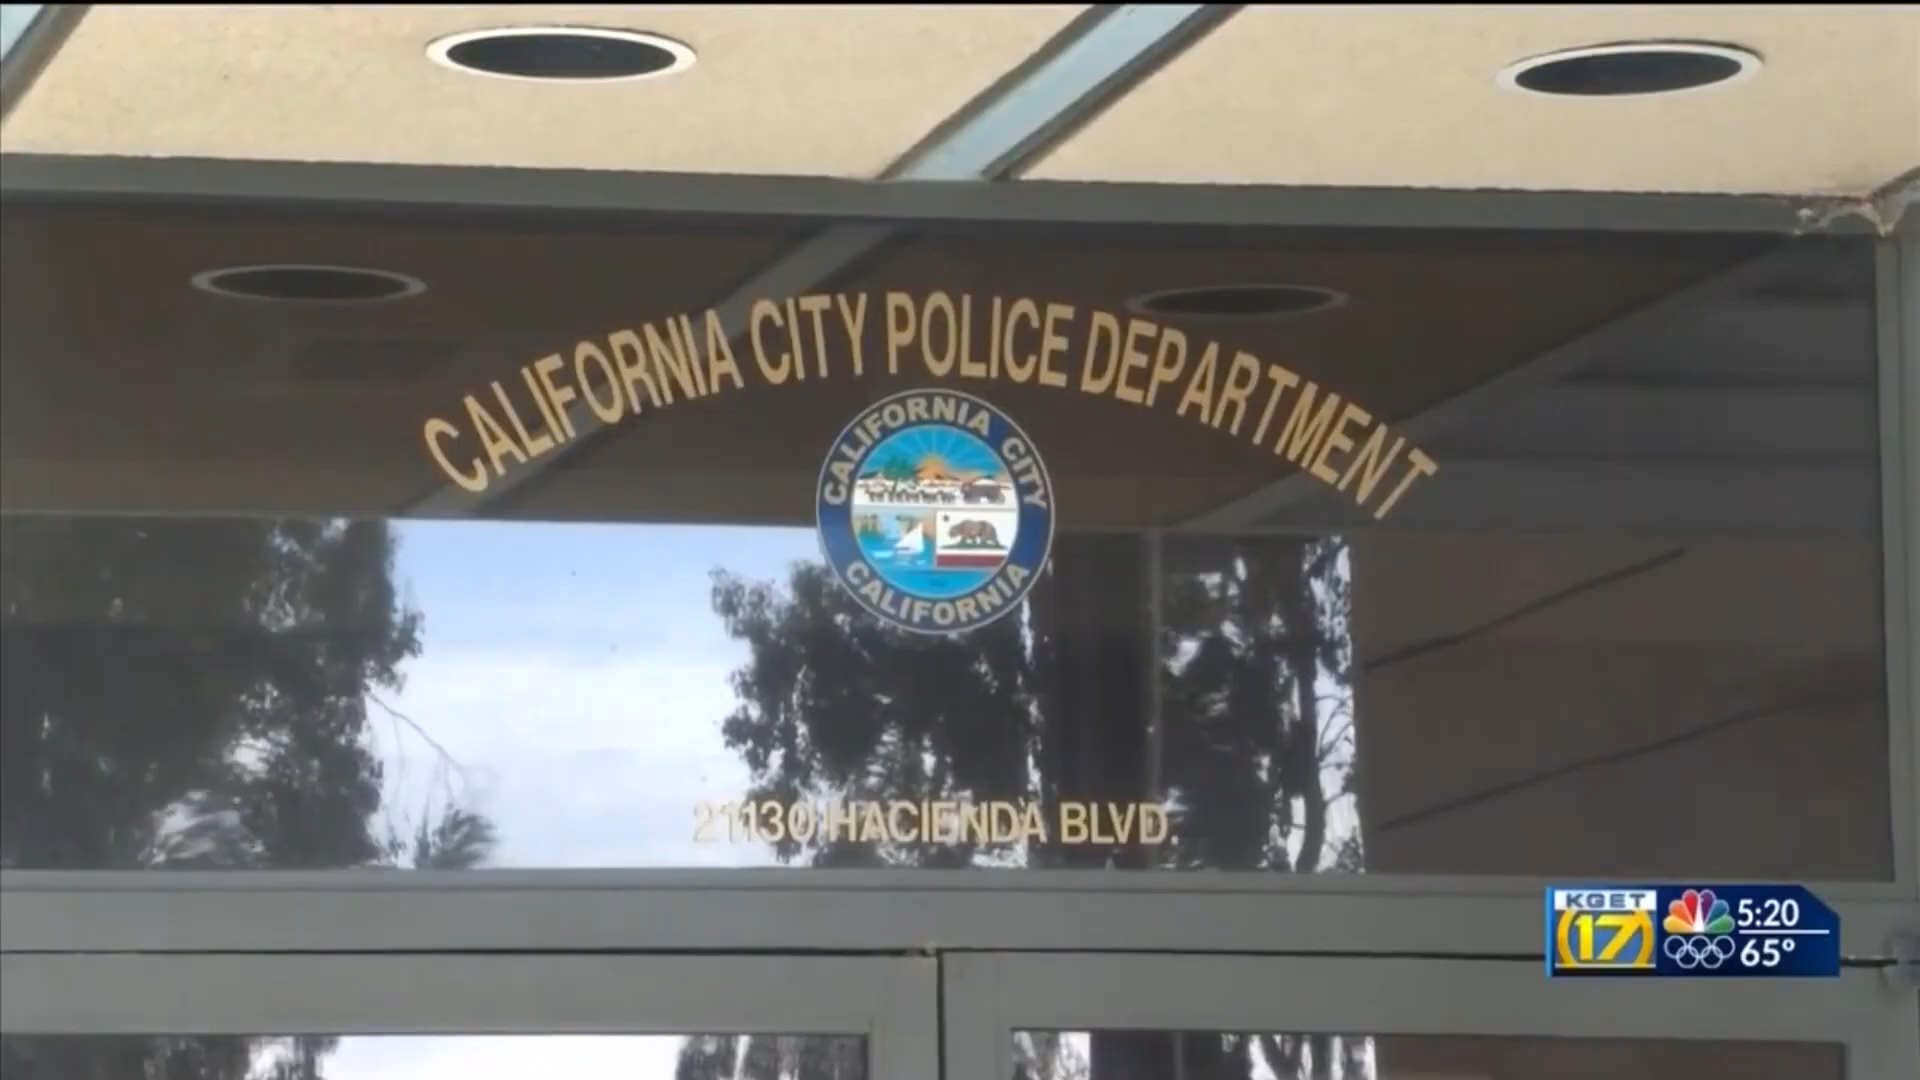 CALIFORNIA CITY POLICE DEPARTMENT
CALIFORNIA CITY
CALIFORNIA
21130 HACIENDA BLVD.
KGET
17
5:20
65°